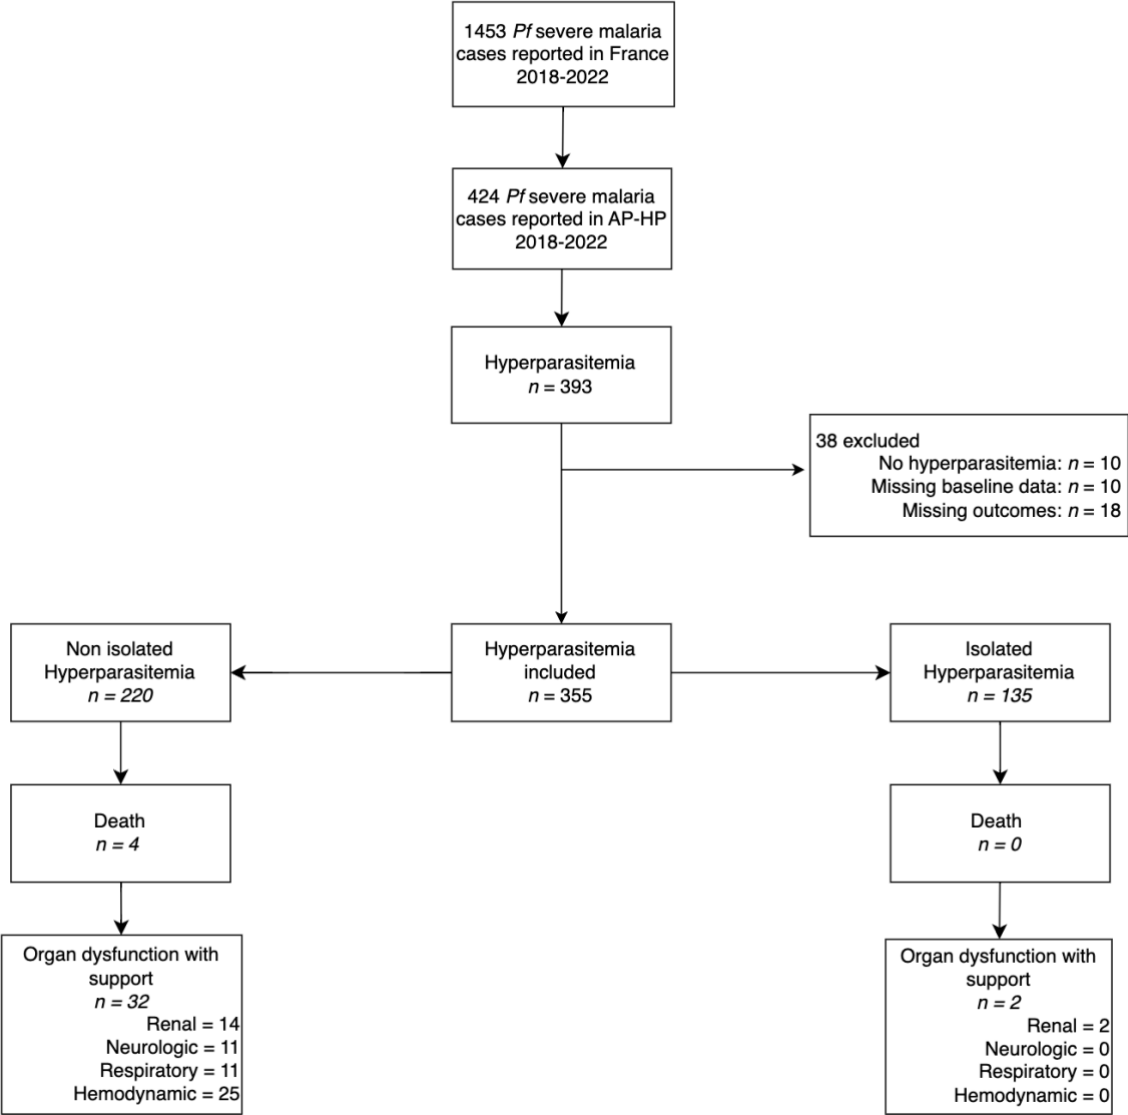 1453 Pf severe malaria
cases reported in France
2018-2022
424 Pf severe malaria
cases reported in AP-HP
2018-2022
Hyperparasitemia
n = 393
38 excluded
No hyperparasitemia: n = 10
Missing baseline data: n = 10
Missing outcomes: n = 18
Non isolated
Hyperparasitemia
n = 220
Hyperparasitemia
included
n = 355
Isolated
Hyperparasitemia
n = 135
Death
n = 4
Death
n = 0
Organ dysfunction with
support
n = 32
Renal = 14
Neurologic = 11
Respiratory = 11
Hemodynamic = 25
Organ dysfunction with
support
n = 2
Renal = 2
Neurologic = 0
Respiratory = 0
Hemodynamic = 0